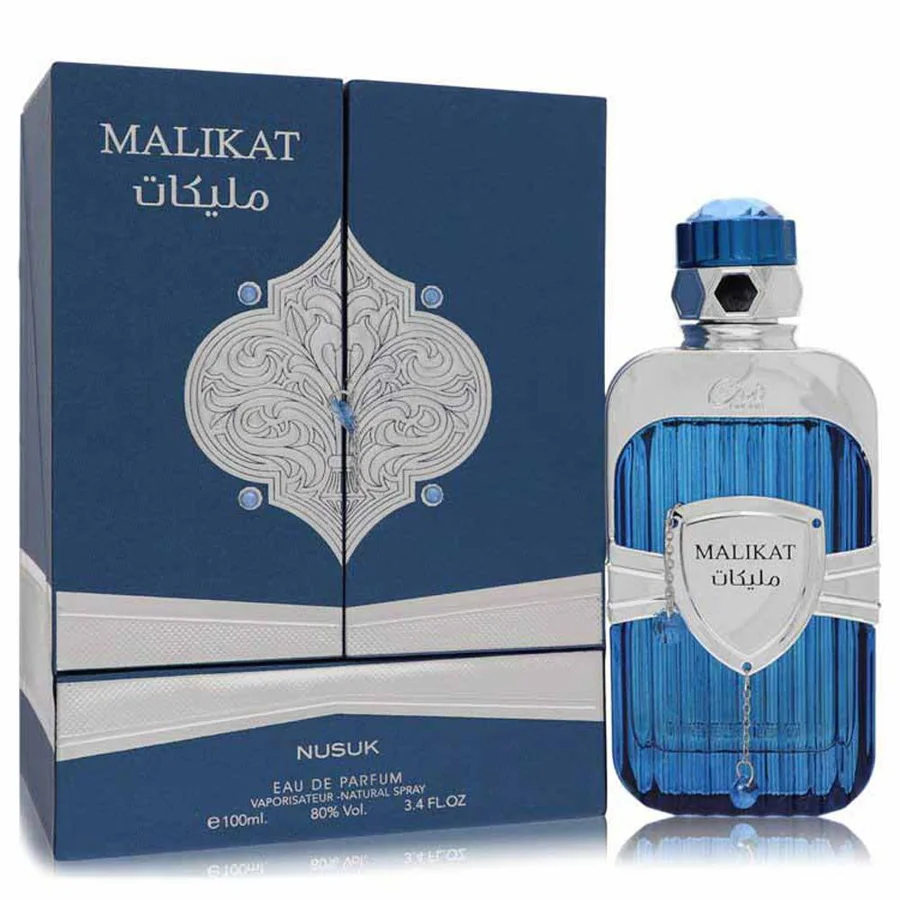 MALIKAT
مليكات
NUSUK
EAU DE PARFUM
VAPORISATEUR -NATURAL SPRAY
℮100ml. 80% Vol. 3.4 FL.OZ
MALIKAT
مليكات